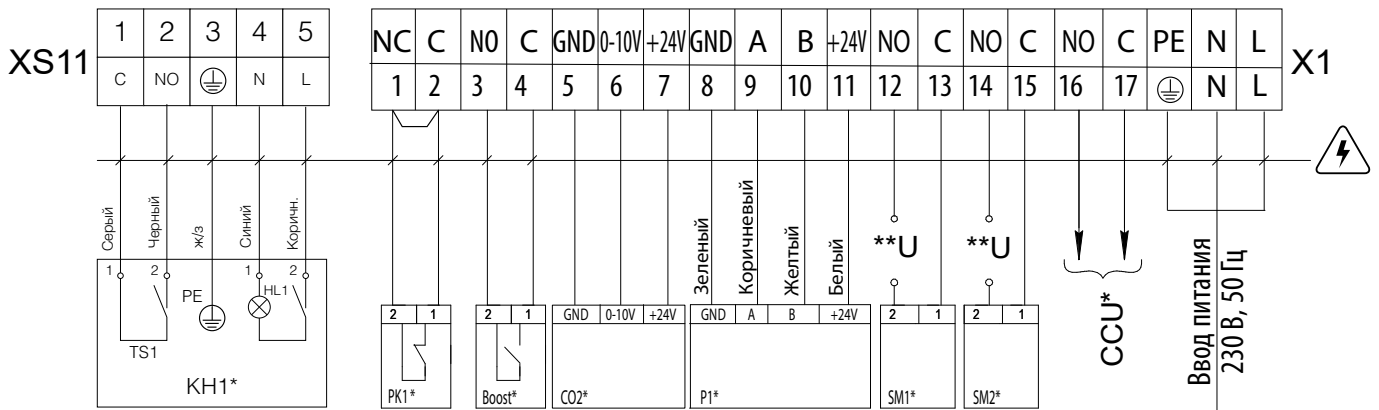 XS11
1 2 3 4 5
C NO N L
NC C NO C GND 0-10V +24V GND A B +24V NO C NO C NO C PE N L
1 2 3 4 5 6 7 8 9 10 11 12 13 14 15 16 17 N L
X1
Серый
Черный
ж/з
Синий
Коричн.
1 2 1 2
PE HL1
TS1
KH1*
Зеленый
Коричневый
Желтый
Белый
**U **U
2 1
PK1*
2 1
Boost*
GND 0-10V +24V
CO2*
GND A B +24V
P1*
2 1
SM1*
2 1
SM2*
CCU*
Ввод питания
230 В, 50 Гц